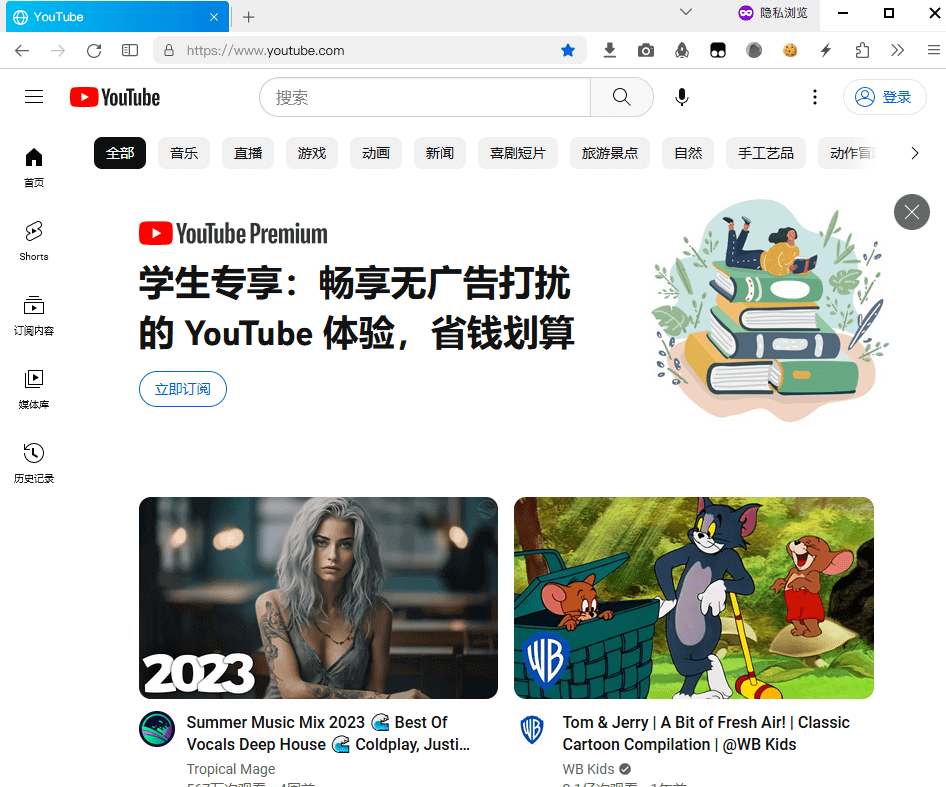 YouTube
隐私浏览
https://www.youtube.com
YouTube
搜索
登录
全部 音乐 直播 游戏 动画 新闻 喜剧短片 旅游景点 自然 手工艺品
首页
Shorts
订阅内容
媒体库
历史记录
YouTube Premium
学生专享：畅享无广告打扰
的 YouTube 体验，省钱划算
立即订阅
2023
Summer Music Mix 2023 🌊 Best Of
Vocals Deep House 🌊 Coldplay, Justi...
Tropical Mage
WB
Tom & Jerry | A Bit of Fresh Air! | Classic
Cartoon Compilation | @WB Kids
WB Kids